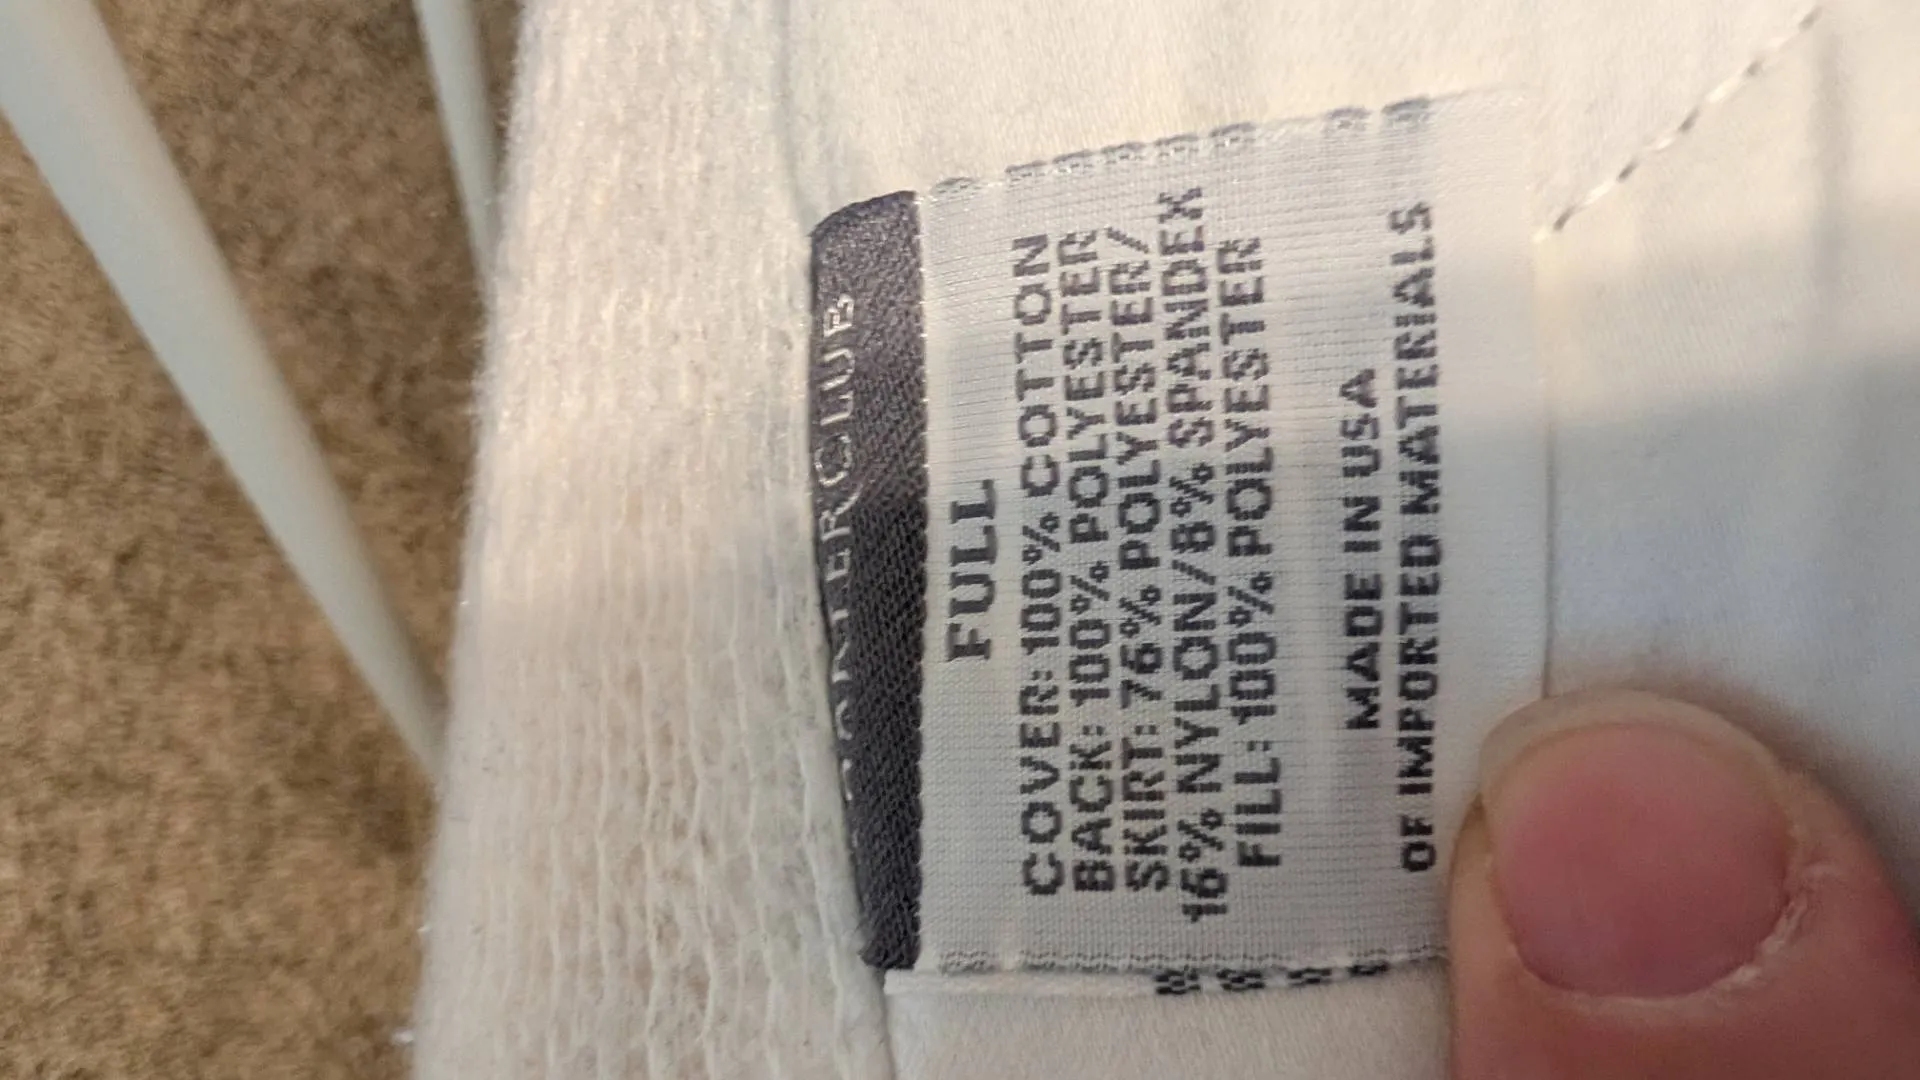 FULL
COVER: 100% COTTON
BACK: 100% POLYESTER
SKIRT: 76% POLYESTER/
16% NYLON/8% SPANDEX
FILL: 100% POLYESTER
MADE IN USA
OF IMPORTED MATERIALS